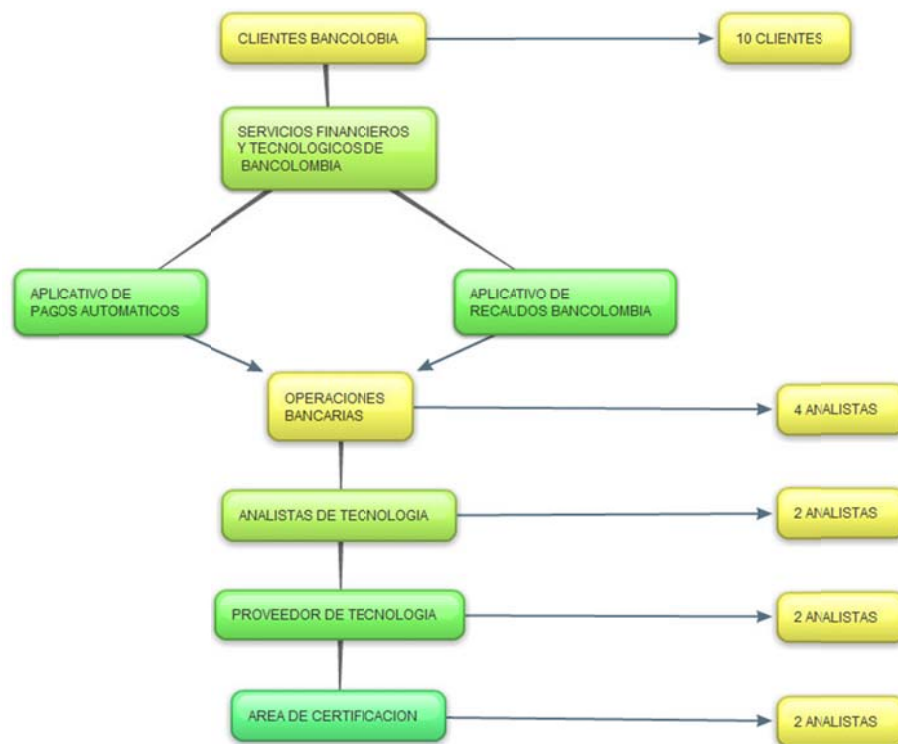 CLIENTES BANCOLOBIA
10 CLIENTES
SERVICIOS FINANCIEROS
Y TECNOLOGICOS DE
BANCOLOMBIA
APLICATIVO DE
PAGOS AUTOMATICOS
APLICATIVO DE
RECAUDOS BANCOLOMBIA
OPERACIONES
BANCARIAS
4 ANALISTAS
ANALISTAS DE TECNOLOGIA
2 ANALISTAS
PROVEEDOR DE TECNOLOGIA
2 ANALISTAS
AREA DE CERTIFICACION
2 ANALISTAS